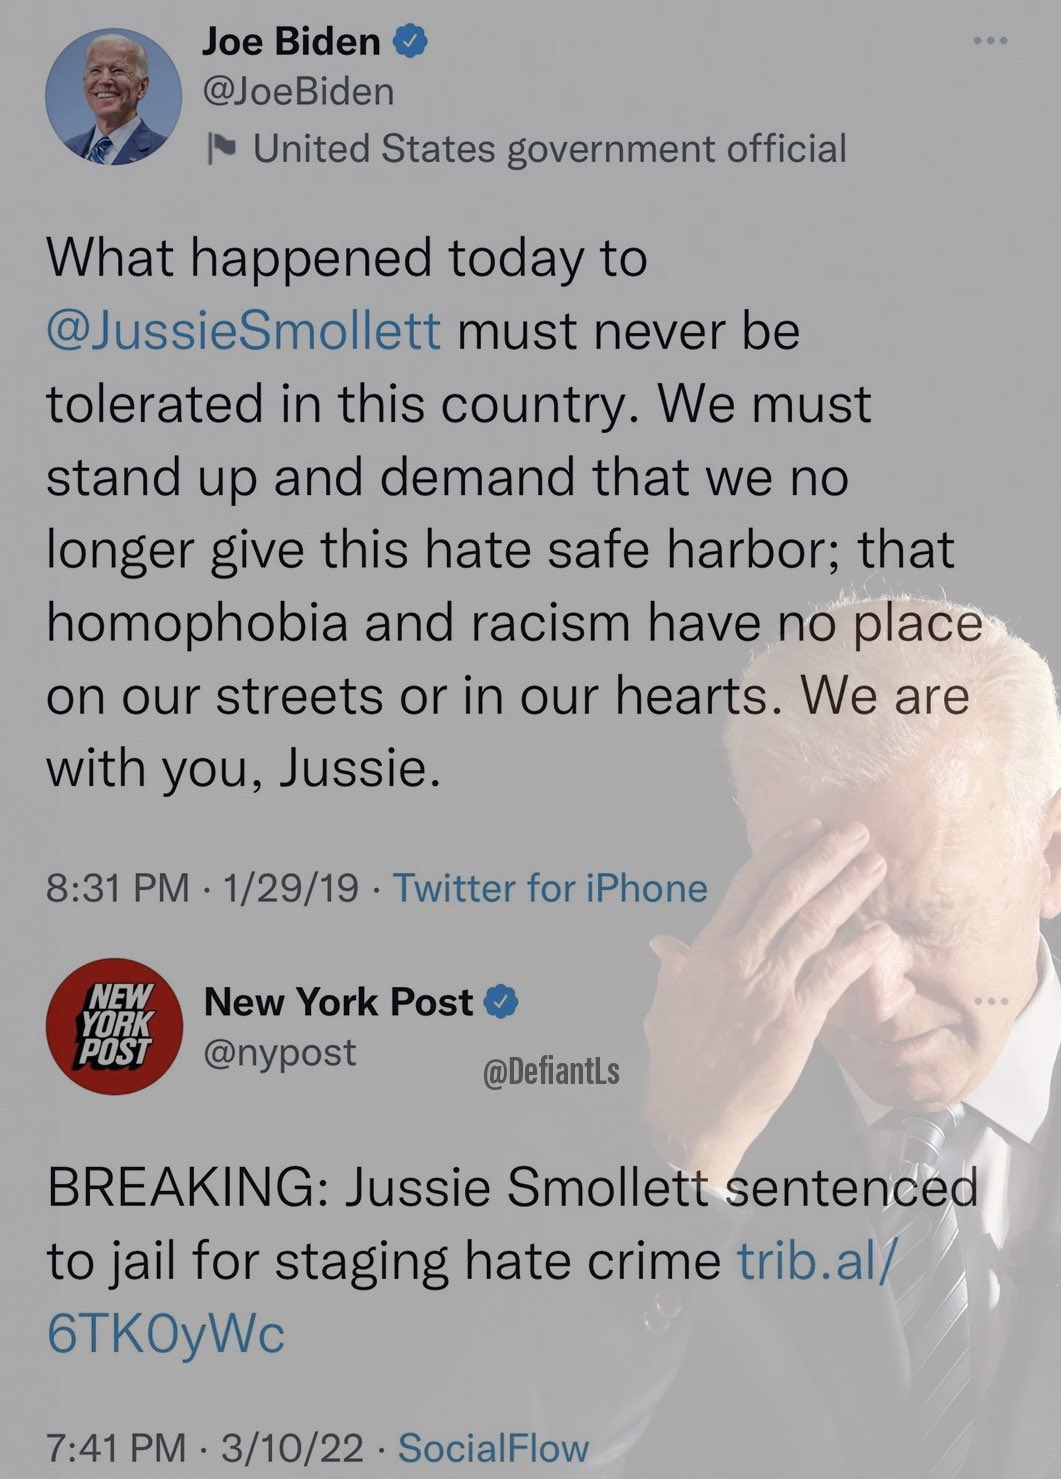 Joe Biden
@JoeBiden
United States government official
What happened today to
@JussieSmollett must never be
tolerated in this country. We must
stand up and demand that we no
longer give this hate safe harbor; that
homophobia and racism have no place
on our streets or in our hearts. We are
with you, Jussie.
8:31 PM · 1/29/19 · Twitter for iPhone
NEW
YORK
POST
New York Post
@nypost
@DefiantLs
BREAKING: Jussie Smollett sentenced
to jail for staging hate crime trib.al/
6TK0yWc
7:41 PM · 3/10/22 · SocialFlow